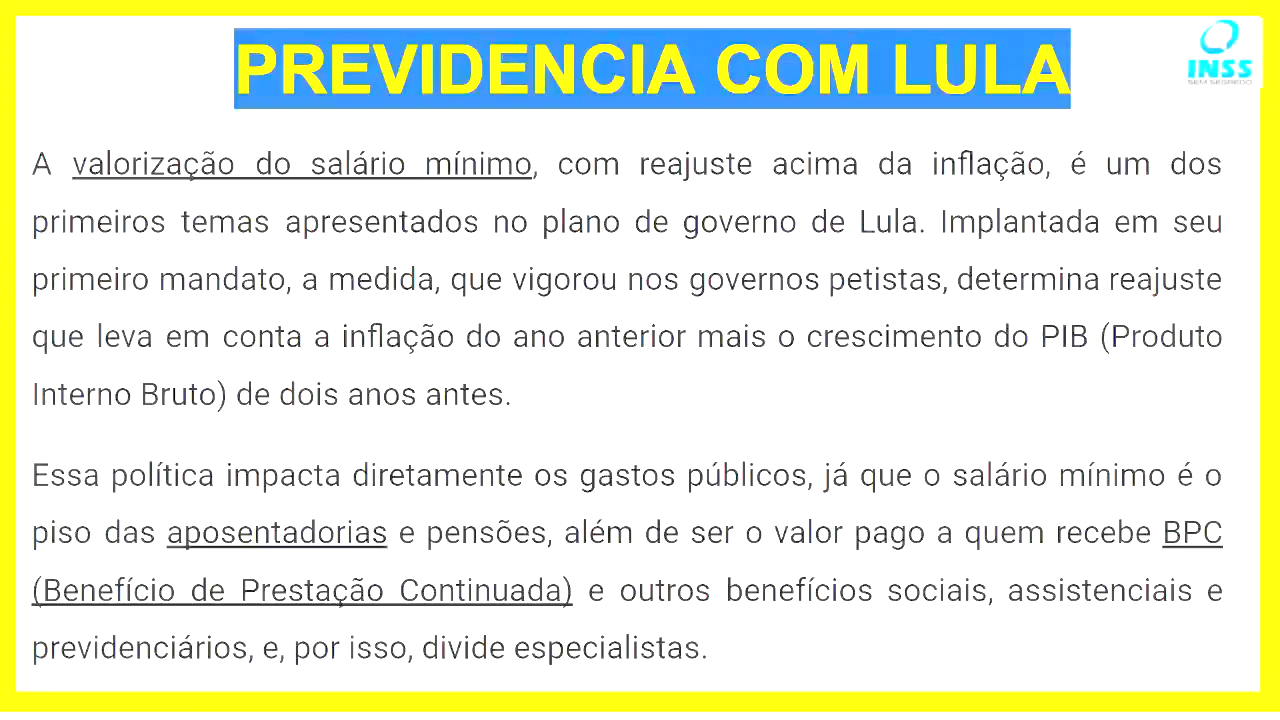 PREVIDENCIA COM LULA
INSS
SEM SEGREDO
A valorização do salário mínimo, com reajuste acima da inflação, é um dos
primeiros temas apresentados no plano de governo de Lula. Implantada em seu
primeiro mandato, a medida, que vigorou nos governos petistas, determina reajuste
que leva em conta a inflação do ano anterior mais o crescimento do PIB (Produto
Interno Bruto) de dois anos antes.
Essa política impacta diretamente os gastos públicos, já que o salário mínimo é o
piso das aposentadorias e pensões, além de ser o valor pago a quem recebe BPC
(Benefício de Prestação Continuada) e outros benefícios sociais, assistenciais e
previdenciários, e, por isso, divide especialistas.